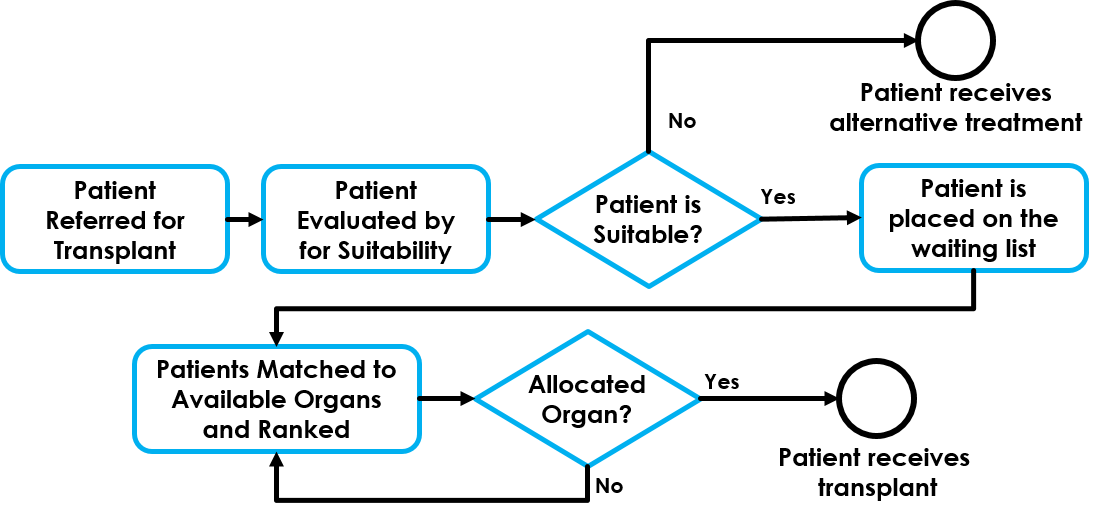 Patient
Referred for
Transplant
Patient
Evaluated by
for Suitability
Patient is
Suitable?
No
Yes
Patient receives
alternative treatment
Patient is
placed on the
waiting list
Patients Matched to
Available Organs
and Ranked
Allocated
Organ?
Yes
No
Patient receives
transplant